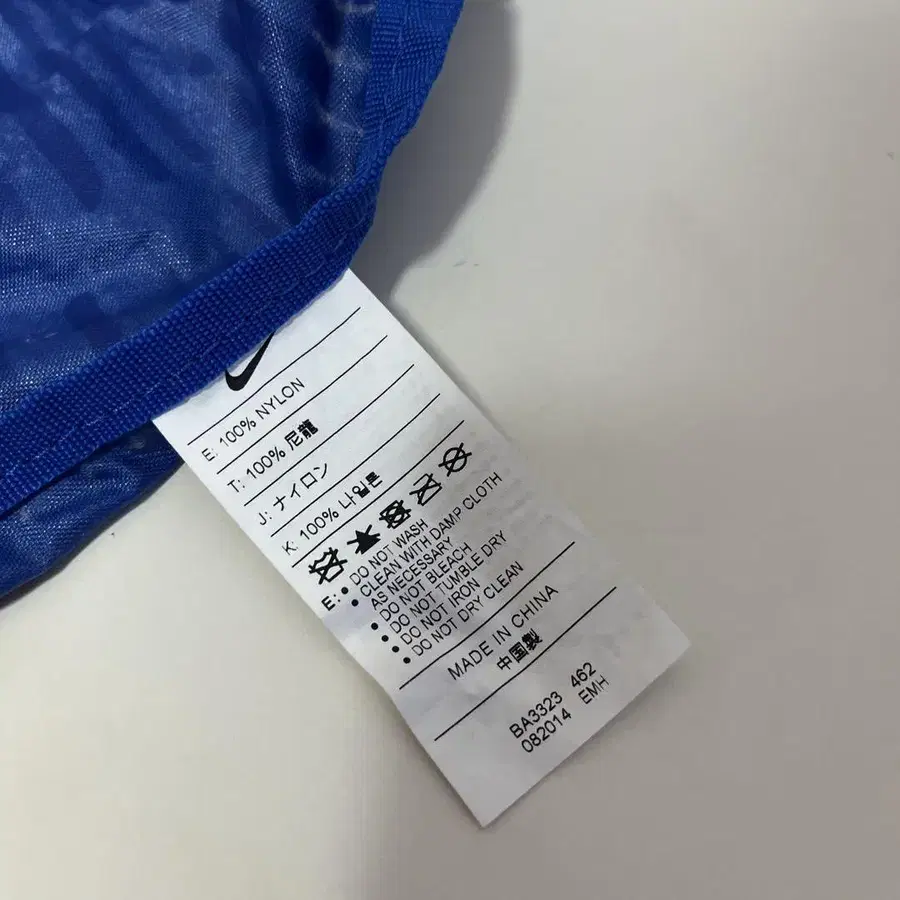 E: 100% NYLON
T: 100% 尼龍
J: ナイロン
K: 100% 나일론
E: • DO NOT WASH
• CLEAN WITH DAMP CLOTH
AS NECESSARY
• DO NOT BLEACH
• DO NOT TUMBLE DRY
• DO NOT IRON
• DO NOT DRY CLEAN
MADE IN CHINA
中国製
BA3323 462
082014 EMH